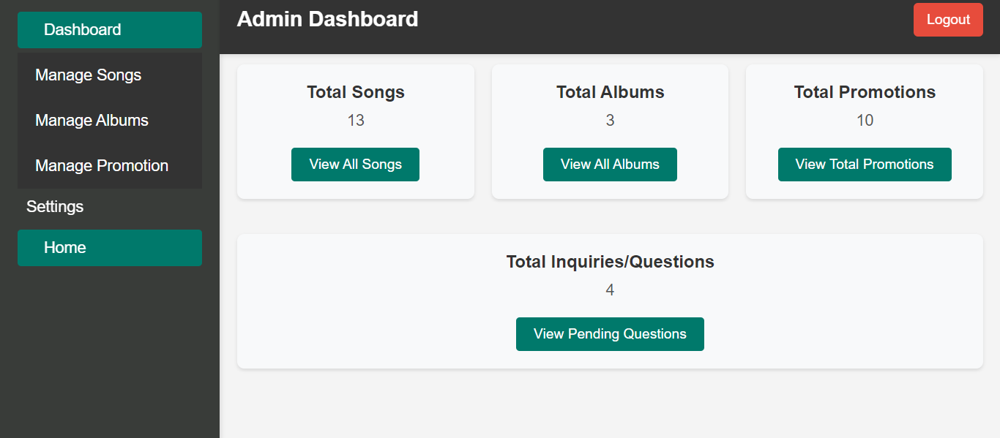 Dashboard
Manage Songs
Manage Albums
Manage Promotion
Settings
Home
Admin Dashboard
Logout
Total Songs
13
View All Songs
Total Albums
3
View All Albums
Total Promotions
10
View Total Promotions
Total Inquiries/Questions
4
View Pending Questions